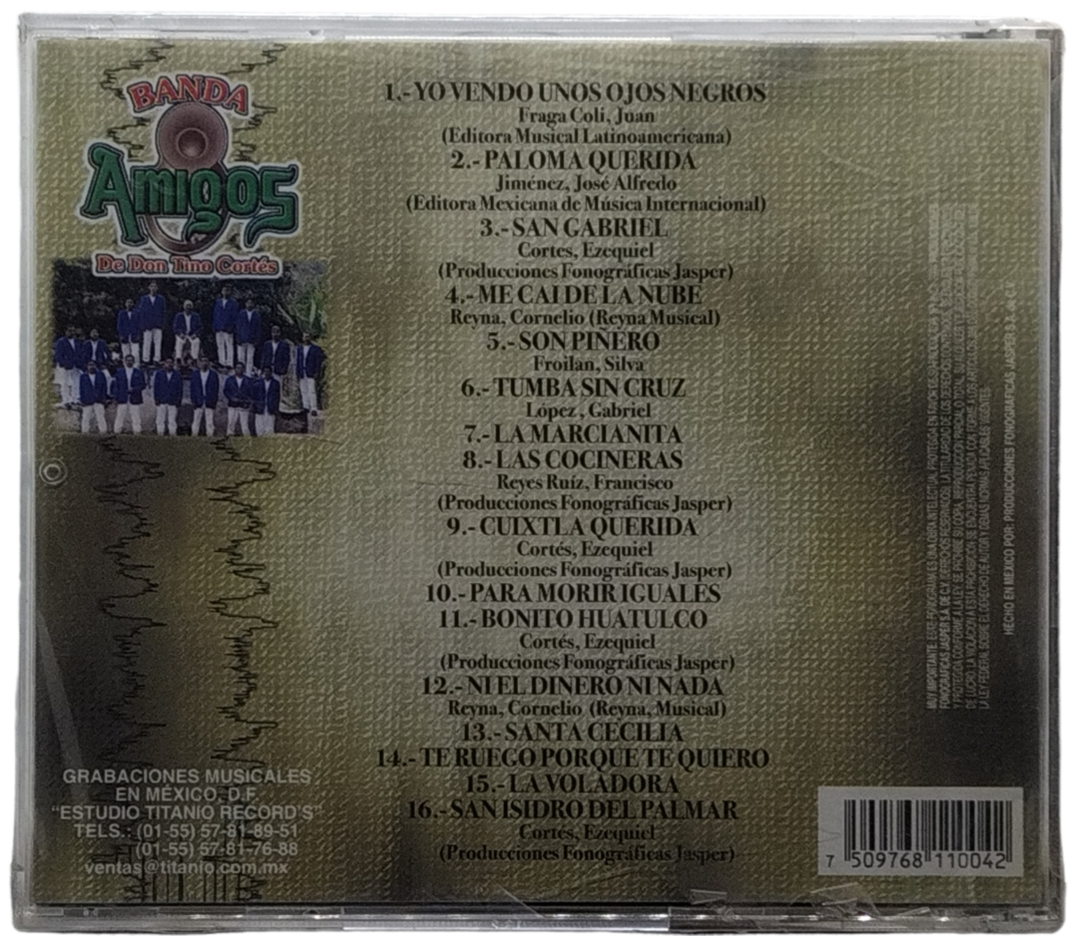 BANDA
Amigos
De Don Tino Cortés
1.- YO VENDO UNOS OJOS NEGROS
Fraga Coli, Juan
(Editora Musical Latinoamericana)
2.- PALOMA QUERIDA
Jiménez, José Alfredo
(Editora Mexicana de Música Internacional)
3.- SAN GABRIEL
Cortes, Ezequiel
(Producciones Fonográficas Jasper)
4.- ME CAI DE LA NUBE
Reyna, Cornelio (Reyna Musical)
5.- SON PIÑERO
Froilan, Silva
6.- TUMBA SIN CRUZ
López , Gabriel
7.- LA MARCIANITA
8.- LAS COCINERAS
Reyes Ruíz, Francisco
(Producciones Fonográficas Jasper)
9.- CUIXTLA QUERIDA
Cortés, Ezequiel
(Producciones Fonográficas Jasper)
10.- PARA MORIR IGUALES
11.- BONITO HUATULCO
Cortés, Ezequiel
(Producciones Fonográficas Jasper)
12.- NI EL DINERO NI NADA
Reyna, Cornelio (Reyna, Musical)
13.- SANTA CECILIA
14.- TE RUEGO PORQUE TE QUIERO
15.- LA VOLADORA
16.- SAN ISIDRO DEL PALMAR
Cortés, Ezequiel
(Producciones Fonográficas Jasper)
©
GRABACIONES MUSICALES
EN MÉXICO, D.F.
"ESTUDIO TITANIO RECORD'S"
TELS.: (01-55) 57-81-89-51
(01-55) 57-81-76-88
ventas@titanio.com.mx
HECHO EN MEXICO POR: PRODUCCIONES FONOGRAFICAS JASPER
7 509768 110042